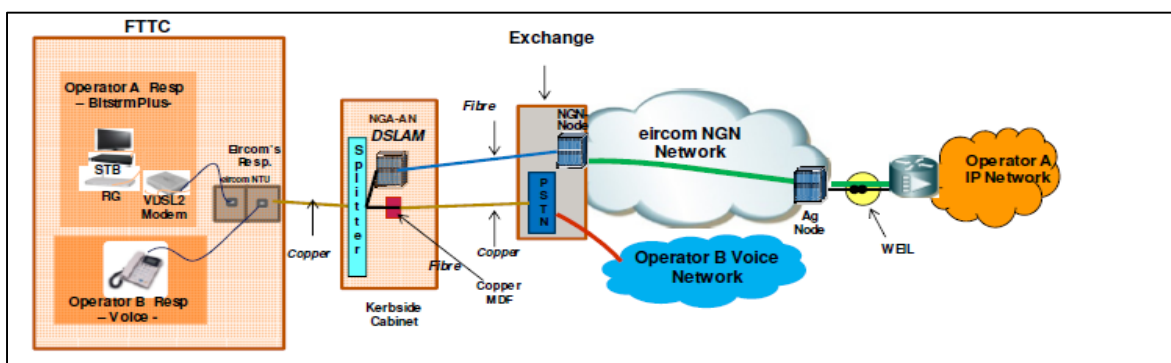 FTTC
Operator A Resp
– BitstrmPlus-
STB
RG
VDSL2
Modem
Eircom's
Resp.
eircom NTU
Operator B Resp
– Voice -
Copper
NGA-AN
DSLAM
Splitter
Fibre
Kerbside
Cabinet
Copper
MDF
Fibre
Copper
Exchange
NGN-
Node
PSTN
eircom NGN
Network
Operator B Voice
Network
Ag
Node
WEIL
Operator A
IP Network